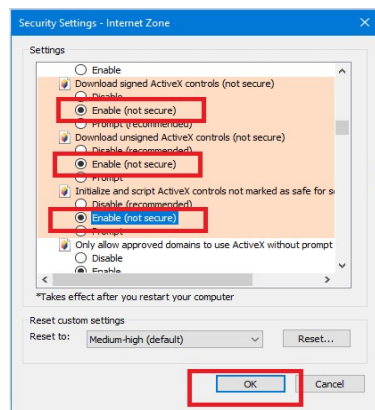 Security Settings - Internet Zone
Settings
Enable
Download signed ActiveX controls (not secure)
Disable
Enable (not secure)
Prompt (recommended)
Download unsigned ActiveX controls (not secure)
Disable (recommended)
Enable (not secure)
Prompt
Initialize and script ActiveX controls not marked as safe for s
Disable (recommended)
Enable (not secure)
Prompt
Only allow approved domains to use ActiveX without prompt
Disable
Enable
*Takes effect after you restart your computer
Reset custom settings
Reset to: Medium-high (default) Reset...
OK Cancel